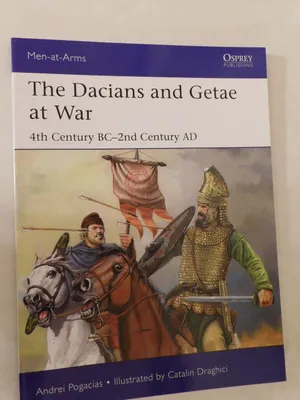 Men-at-Arms
OSPREY
PUBLISHING
The Dacians and Getae
at War
4th Century BC–2nd Century AD
Andrei Pogacias • Illustrated by Catalin Draghici